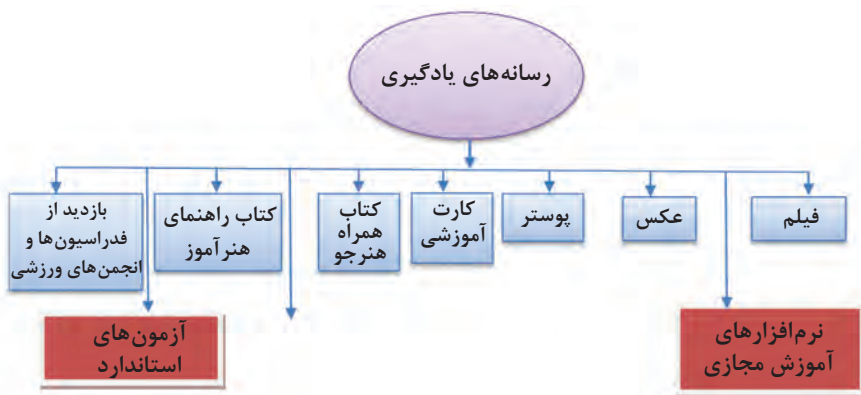 رسانه‌های یادگیری
فیلم
عکس
پوستر
کارت
آموزشی
کتاب
همراه
هنرجو
کتاب راهنمای
هنرآموز
بازدید از
فدراسیون‌ها و
انجمن‌های ورزشی
نرم‌افزارهای
آموزش مجازی
آزمون‌های
استاندارد